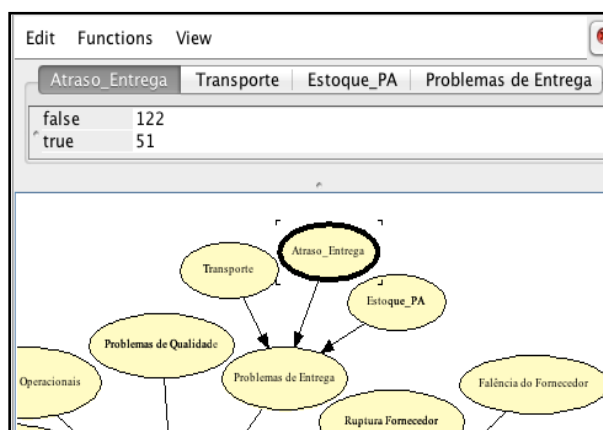 Edit Functions View
Atraso_Entrega Transporte Estoque_PA Problemas de Entrega
false 122
true 51
Atraso_Entrega
Transporte
Estoque_PA
Problemas de Qualidade
Operacionais
Problemas de Entrega
Falência do Fornecedor
Ruptura Fornecedor